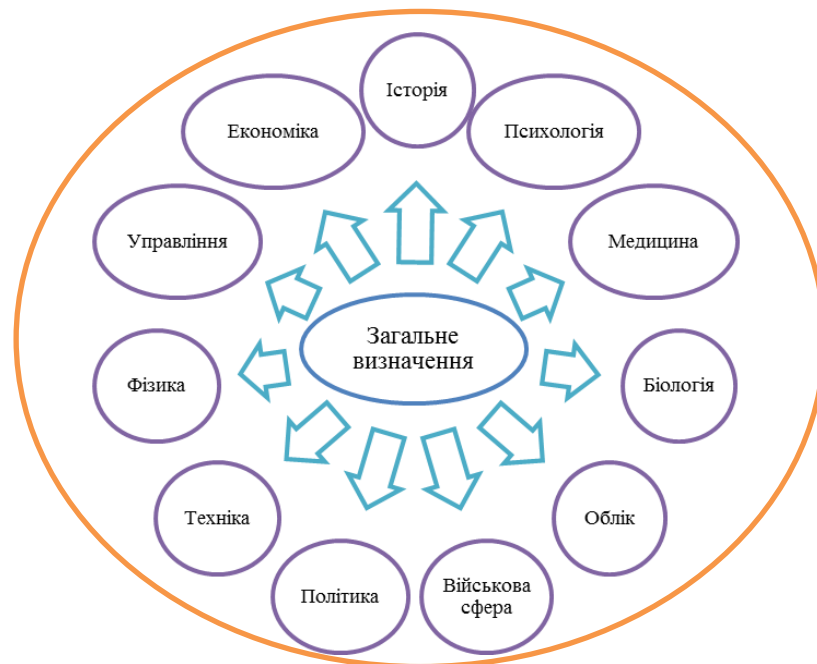 Історія
Економіка
Психологія
Управління
Медицина
Загальне
визначення
Фізика
Біологія
Техніка
Облік
Політика
Військова
сфера